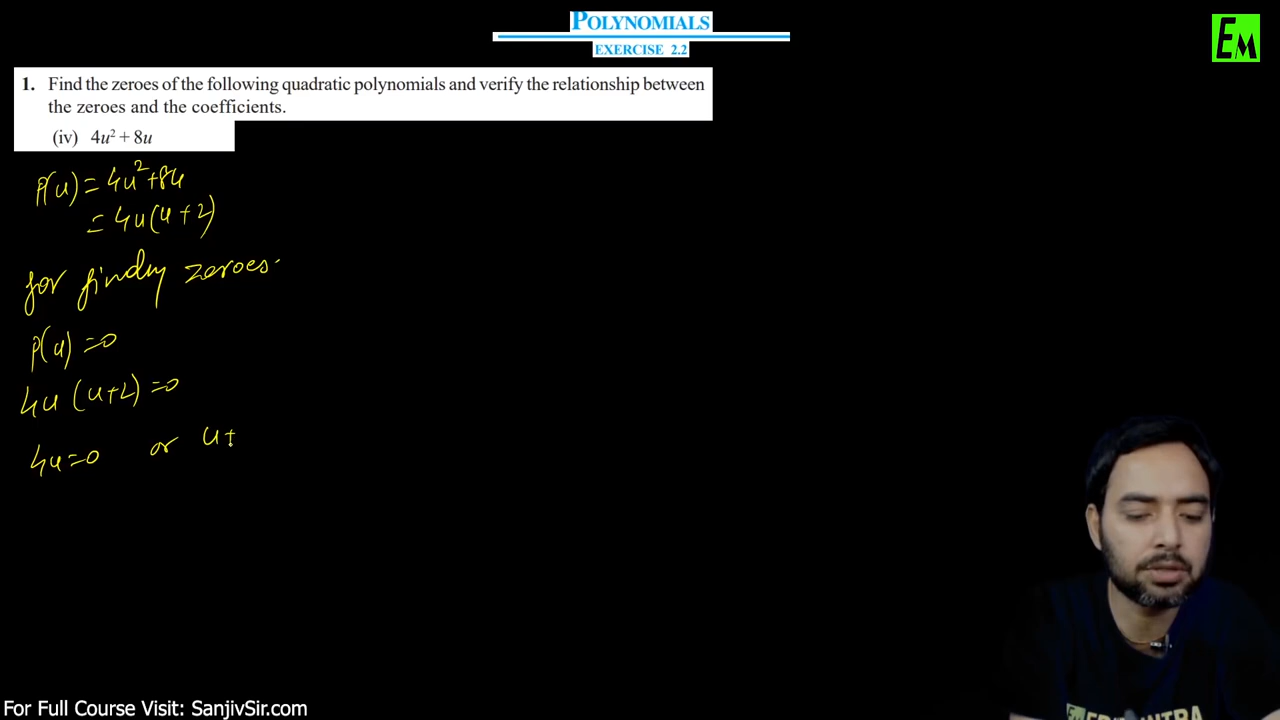 POLYNOMIALS
EXERCISE 2.2
EM
1. Find the zeroes of the following quadratic polynomials and verify the relationship between
the zeroes and the coefficients.
(iv) 4u² + 8u
P(u) = 4u² + 8u
= 4u(u + 2)
for findng zeroes.
P(u) = 0
4u (u + 2) = 0
4u = 0 or u +
For Full Course Visit: SanjivSir.com